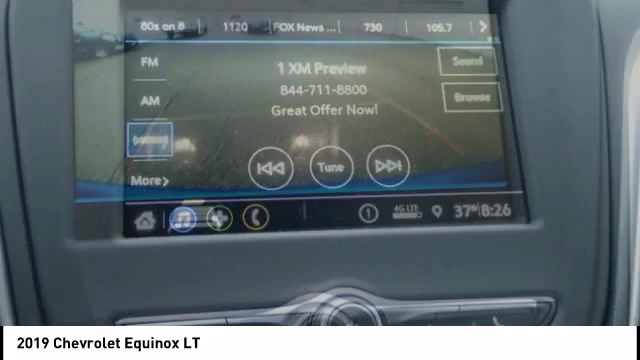 80s on 8 1120 FOX News ... 730 105.7
FM
1 XM Preview
Sound
844-711-8800
AM
Browse
Great Offer Now!
Tune
More
1 4G LTE 37° 8:26
2019 Chevrolet Equinox LT